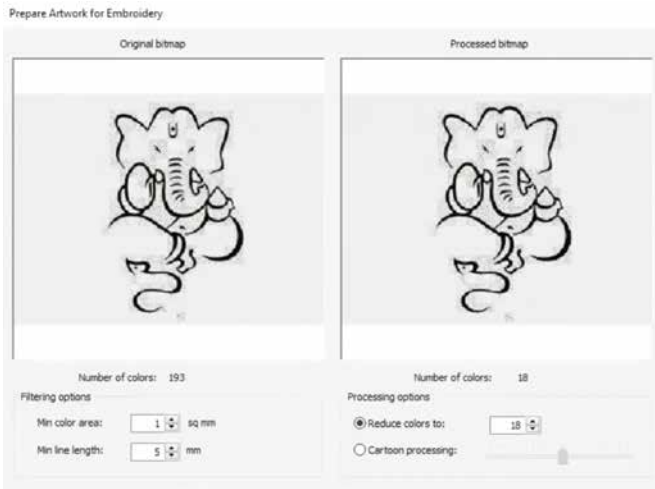 Prepare Artwork for Embroidery
Original bitmap
Processed bitmap
Number of colors: 193
Number of colors: 18
Filtering options
Processing options
Min color area: 1 sq mm
Reduce colors to: 18
Min line length: 5 mm
Cartoon processing: